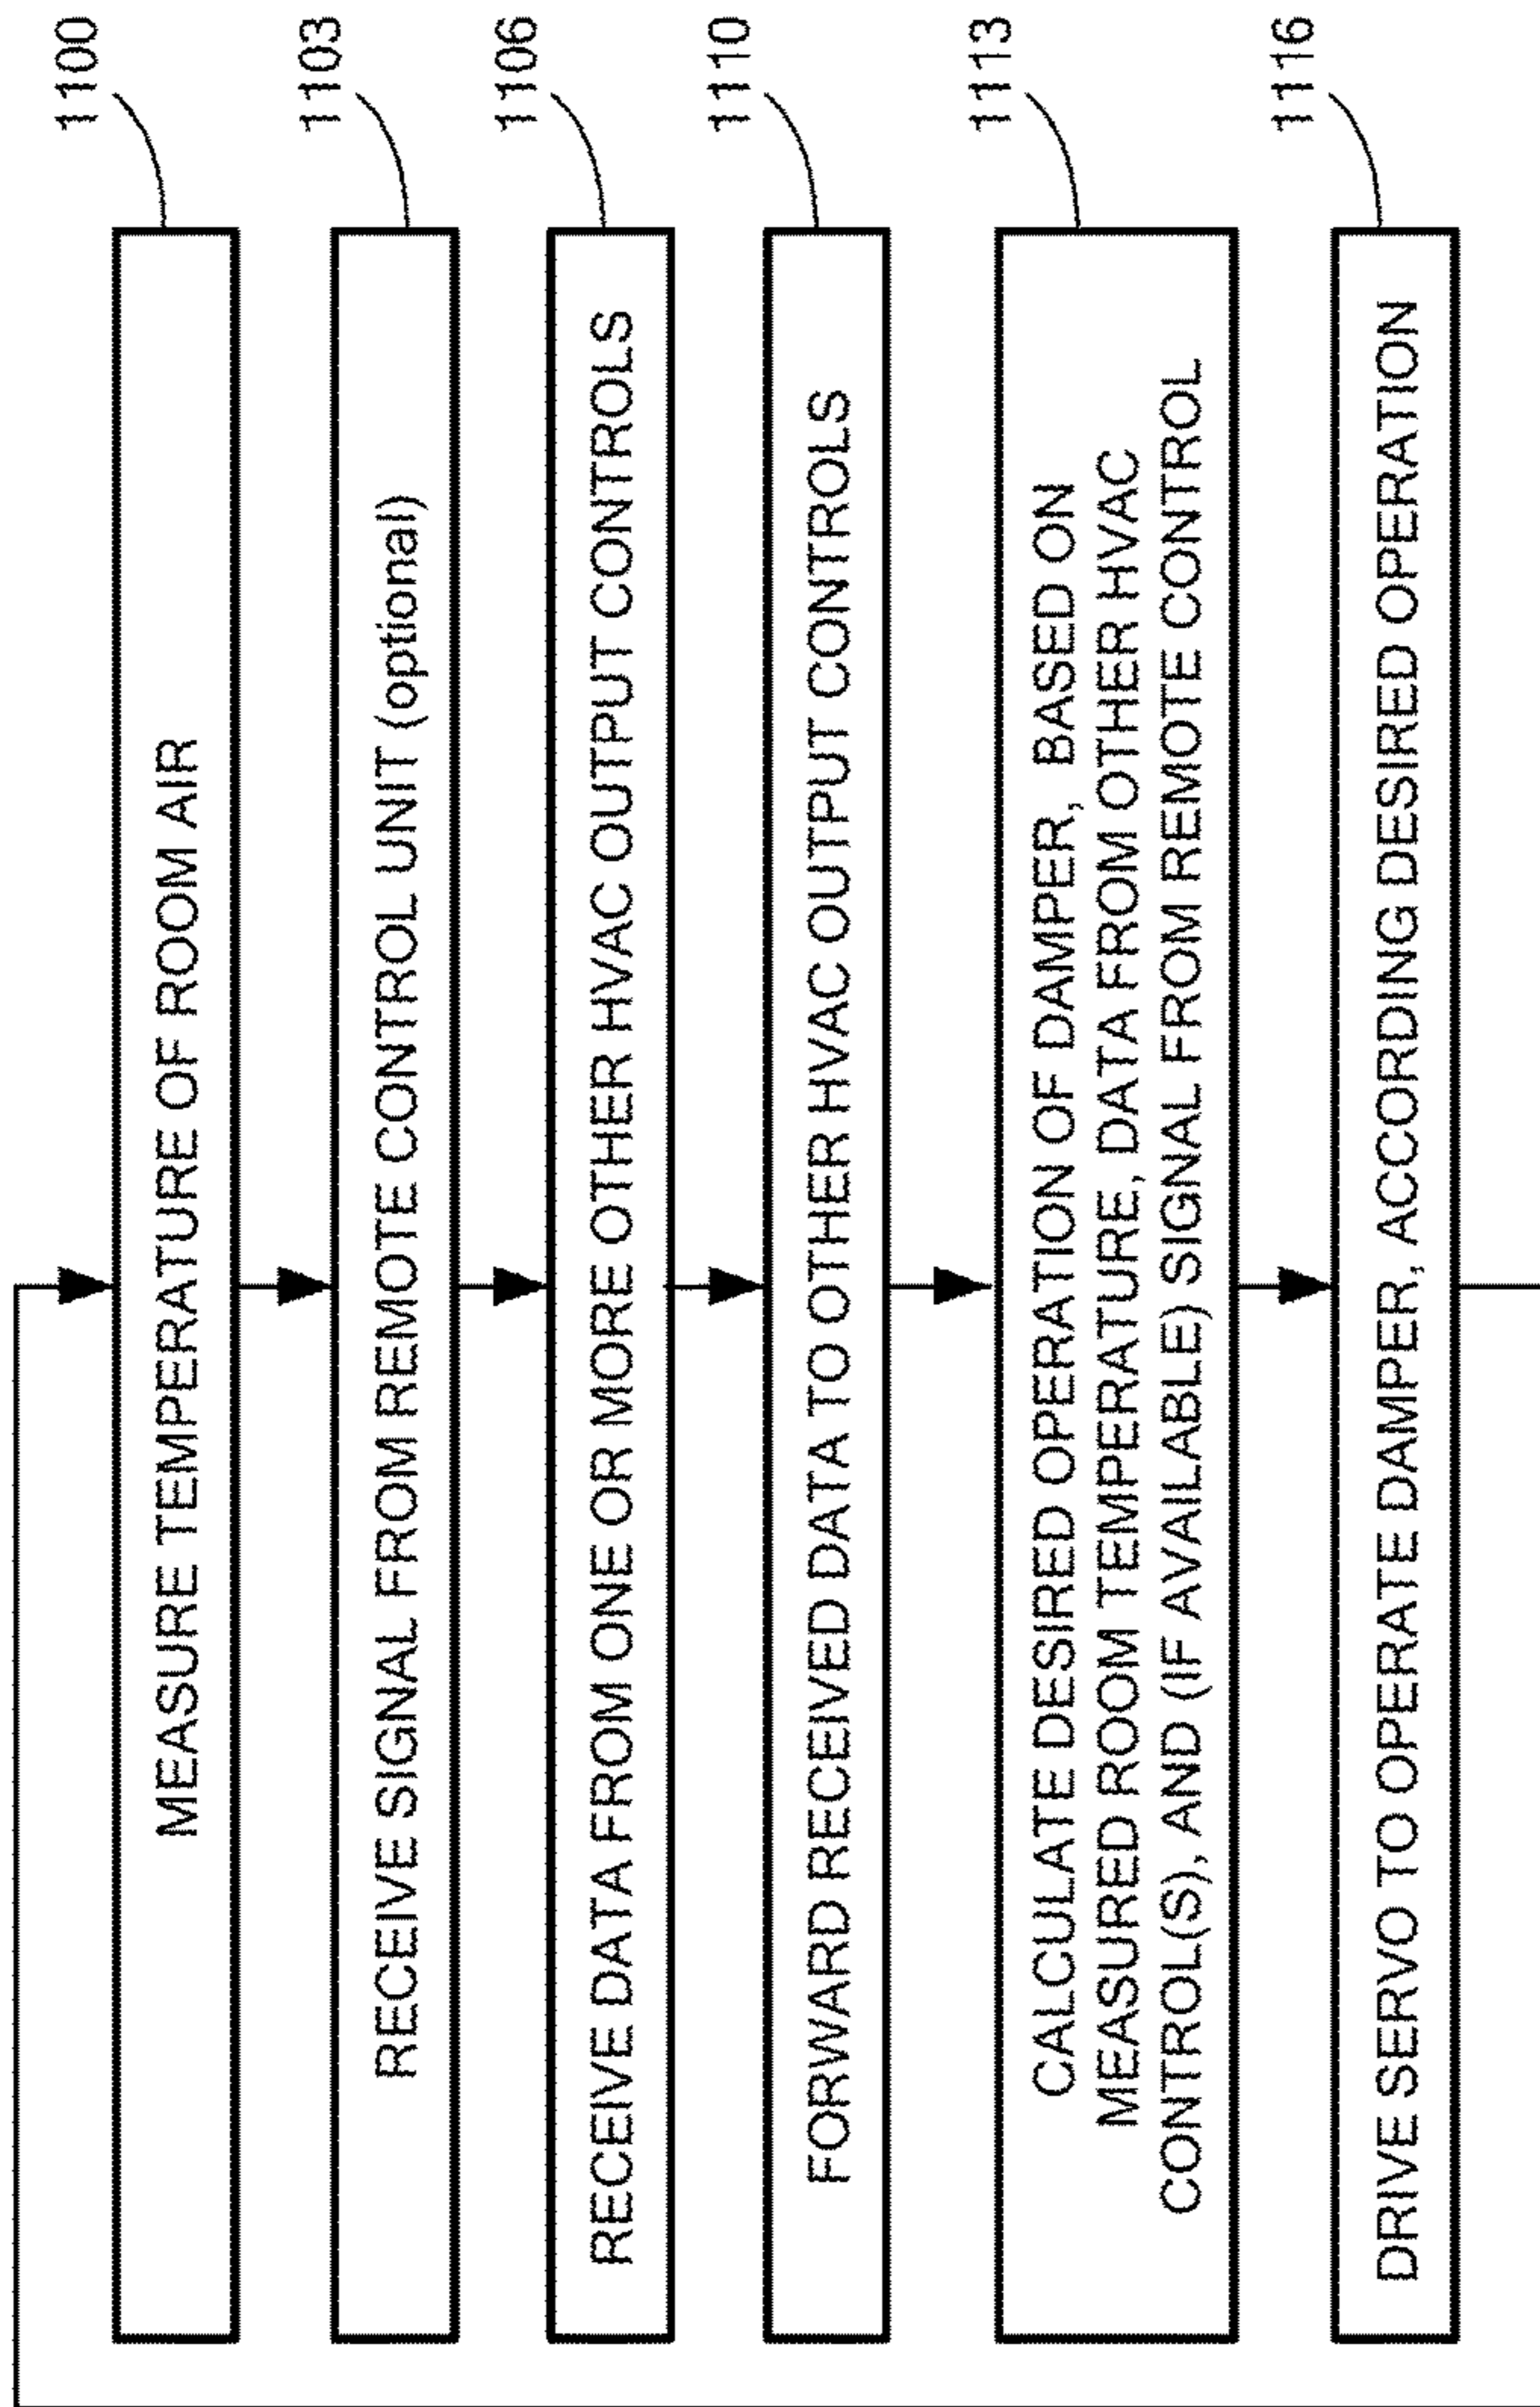 1100
MEASURE TEMPERATURE OF ROOM AIR
1103
RECEIVE SIGNAL FROM REMOTE CONTROL UNIT (optional)
1106
RECEIVE DATA FROM ONE OR MORE OTHER HVAC OUTPUT CONTROLS
1110
FORWARD RECEIVED DATA TO OTHER HVAC OUTPUT CONTROLS
1113
CALCULATE DESIRED OPERATION OF DAMPER, BASED ON
MEASURED ROOM TEMPERATURE, DATA FROM OTHER HVAC
CONTROL(S), AND (IF AVAILABLE) SIGNAL FROM REMOTE CONTROL
1116
DRIVE SERVO TO OPERATE DAMPER, ACCORDING DESIRED OPERATION